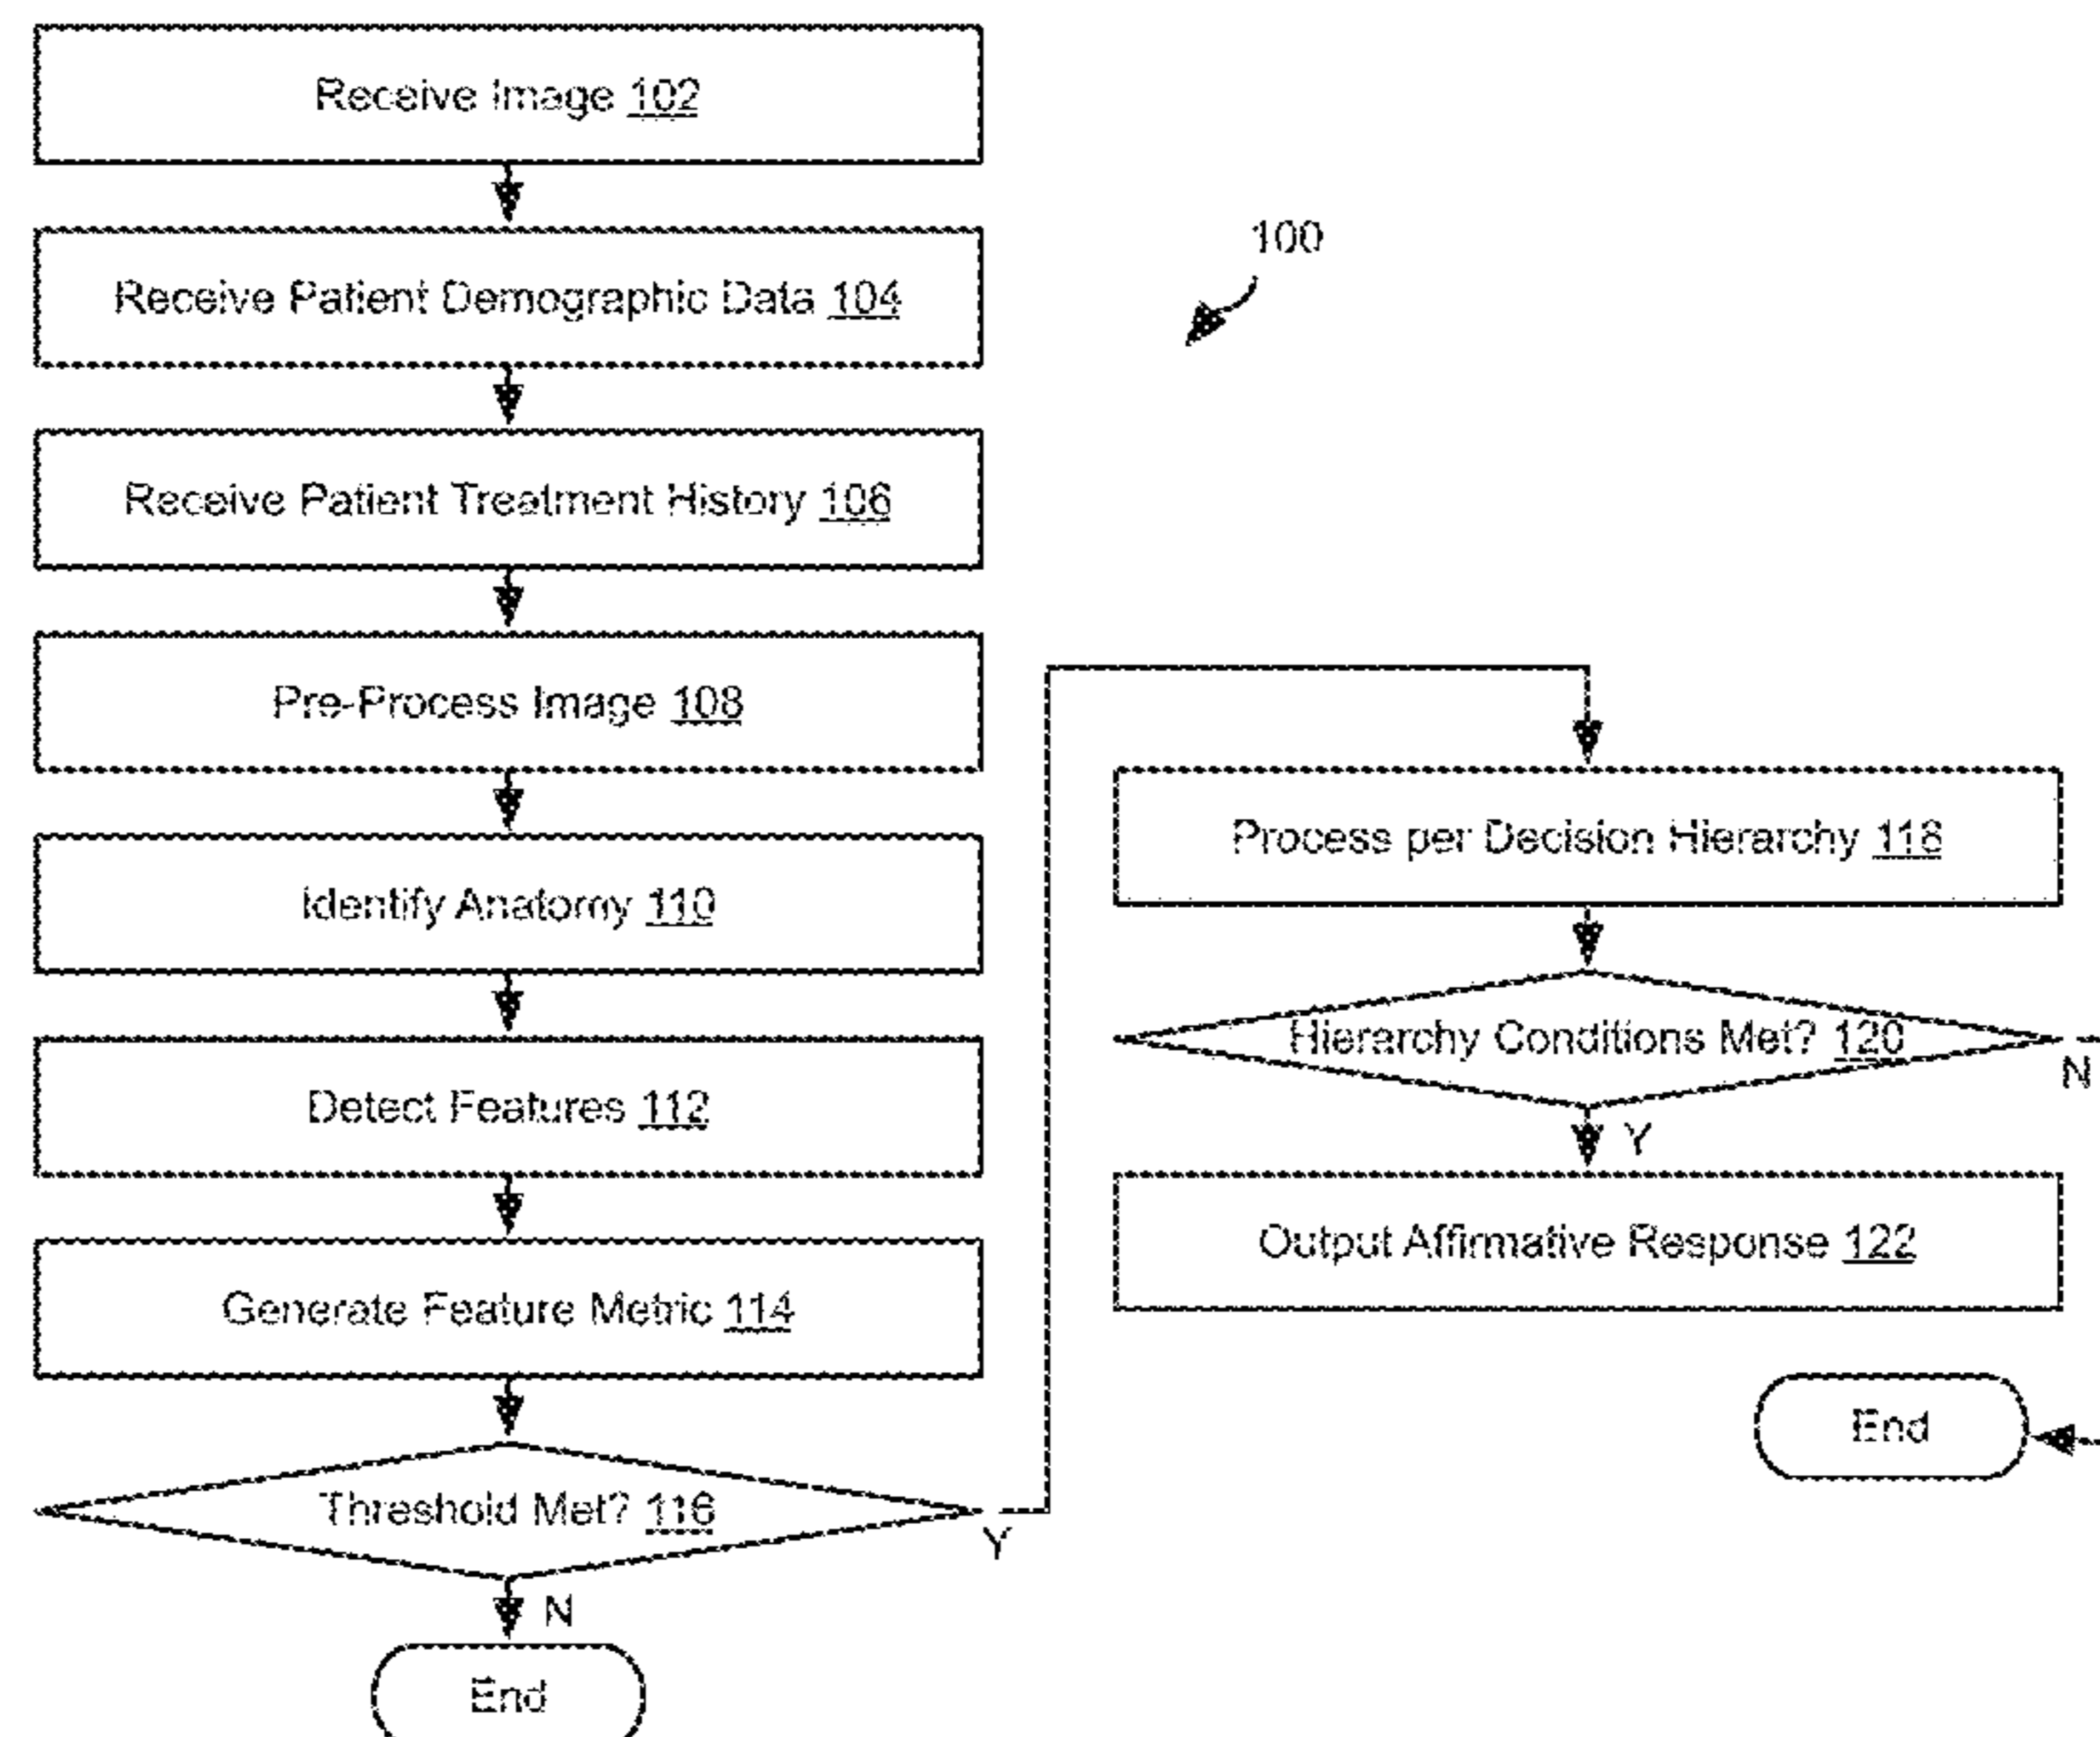 Receive Image 102
Receive Patient Demographic Data 104
Receive Patient Treatment History 106
Pre-Process Image 108
Identify Anatomy 110
Detect Features 112
Generate Feature Metric 114
Threshold Met? 116
Y
N
End
100
Process per Decision Hierarchy 118
Hierarchy Conditions Met? 120
N
Y
Output Affirmative Response 122
End